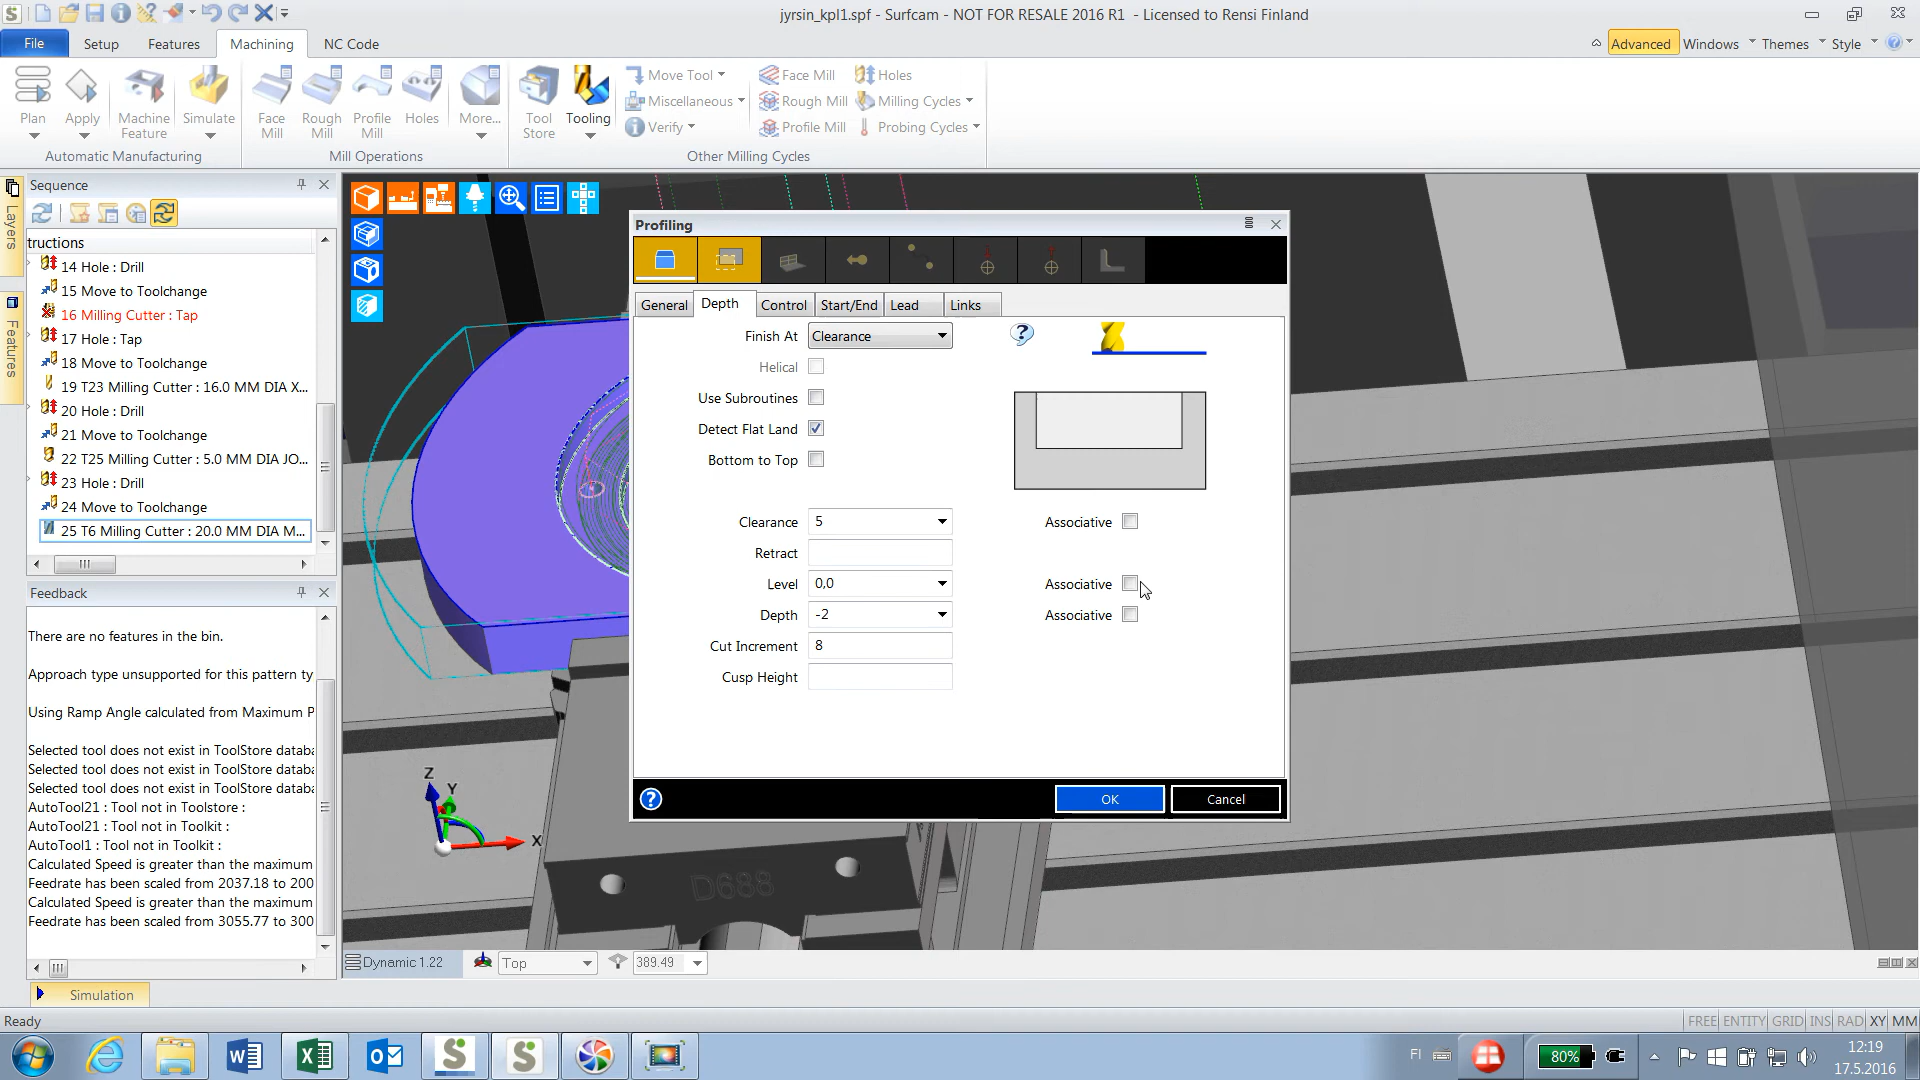 jyrsin_kpl1.spf - Surfcam - NOT FOR RESALE 2016 R1 - Licensed to Rensi Finland
File
Setup
Features
Machining
NC Code
Advanced
Windows
Themes
Style
Plan
Apply
Machine Feature
Simulate
Face Mill
Rough Mill
Profile Mill
Holes
More...
Tool Store
Tooling
Move Tool
Miscellaneous
Verify
Face Mill
Rough Mill
Profile Mill
Holes
Milling Cycles
Probing Cycles
Automatic Manufacturing
Mill Operations
Other Milling Cycles
Layers
Features
Sequence
tructions
14 Hole : Drill
15 Move to Toolchange
16 Milling Cutter : Tap
17 Hole : Tap
18 Move to Toolchange
19 T23 Milling Cutter : 16.0 MM DIA X...
20 Hole : Drill
21 Move to Toolchange
22 T25 Milling Cutter : 5.0 MM DIA JO...
23 Hole : Drill
24 Move to Toolchange
25 T6 Milling Cutter : 20.0 MM DIA M...
Feedback
There are no features in the bin.
Approach type unsupported for this pattern ty
Using Ramp Angle calculated from Maximum P
Selected tool does not exist in ToolStore databa
Selected tool does not exist in ToolStore databa
Selected tool does not exist in ToolStore databa
AutoTool21 : Tool not in Toolstore :
AutoTool21 : Tool not in Toolkit :
AutoTool1 : Tool not in Toolkit :
Calculated Speed is greater than the maximum
Feedrate has been scaled from 2037.18 to 200
Calculated Speed is greater than the maximum
Feedrate has been scaled from 3055.77 to 300
Simulation
Ready
Profiling
General
Depth
Control
Start/End
Lead
Links
Finish At
Clearance
Helical
Use Subroutines
Detect Flat Land
Bottom to Top
Clearance 5 Associative
Retract
Level 0,0 Associative
Depth -2 Associative
Cut Increment 8
Cusp Height
OK
Cancel
Z
Y
X
D688
Dynamic 1.22
Top
389.49
FREE ENTITY GRID INS RAD XY MM
FI
80%
12:19
17.5.2016